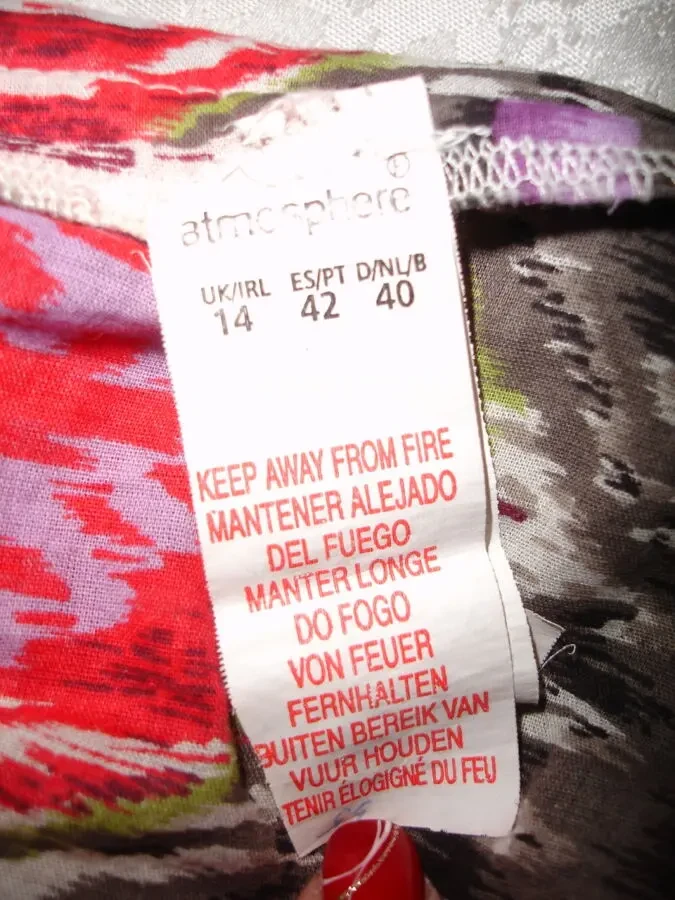 atmosphere®
UK/IRL ES/PT D/NL/B
14 42 40
KEEP AWAY FROM FIRE
MANTENER ALEJADO
DEL FUEGO
MANTER LONGE
DO FOGO
VON FEUER
FERNHALTEN
BUITEN BEREIK VAN
VUUR HOUDEN
TENIR ÉLOGIGNÉ DU FEU